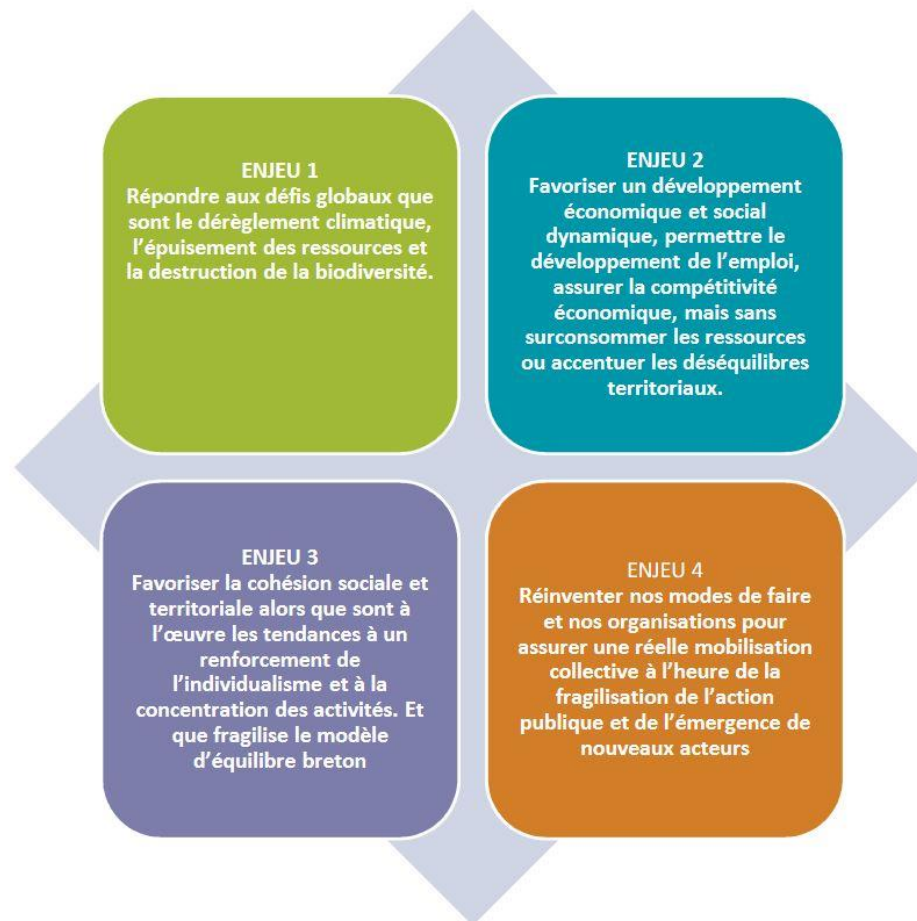 ENJEU 1
Répondre aux défis globaux que
sont le dérèglement climatique,
l'épuisement des ressources et
la destruction de la biodiversité.
ENJEU 2
Favoriser un développement
économique et social
dynamique, permettre le
développement de l'emploi,
assurer la compétitivité
économique, mais sans
surconsommer les ressources
ou accentuer les déséquilibres
territoriaux.
ENJEU 3
Favoriser la cohésion sociale et
territoriale alors que sont à
l'œuvre les tendances à un
renforcement de
l'individualisme et à la
concentration des activités. Et
que fragilise le modèle
d'équilibre breton
ENJEU 4
Réinventer nos modes de faire
et nos organisations pour
assurer une réelle mobilisation
collective à l'heure de la
fragilisation de l'action
publique et de l'émergence de
nouveaux acteurs